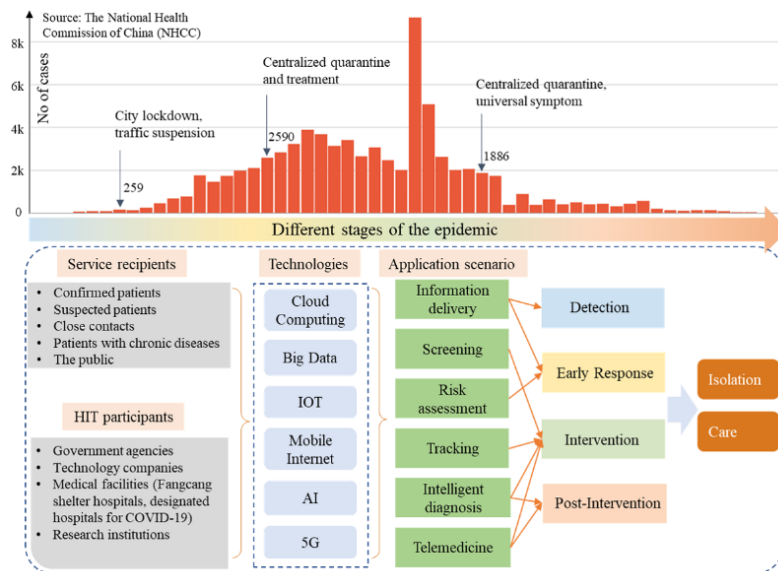 Source: The National Health
Commission of China (NHCC)
No of cases
8k
6k
4k
2k
0
City lockdown,
traffic suspension
259
Centralized quarantine
and treatment
2590
Centralized quarantine,
universal symptom
1886
Different stages of the epidemic
Service recipients
• Confirmed patients
• Suspected patients
• Close contacts
• Patients with chronic diseases
• The public
HIT participants
• Government agencies
• Technology companies
• Medical facilities (Fangcang
shelter hospitals, designated
hospitals for COVID-19)
• Research institutions
Technologies
Cloud
Computing
Big Data
IOT
Mobile
Internet
AI
5G
Application scenario
Information
delivery
Screening
Risk
assessment
Tracking
Intelligent
diagnosis
Telemedicine
Detection
Early Response
Intervention
Post-Intervention
Isolation
Care